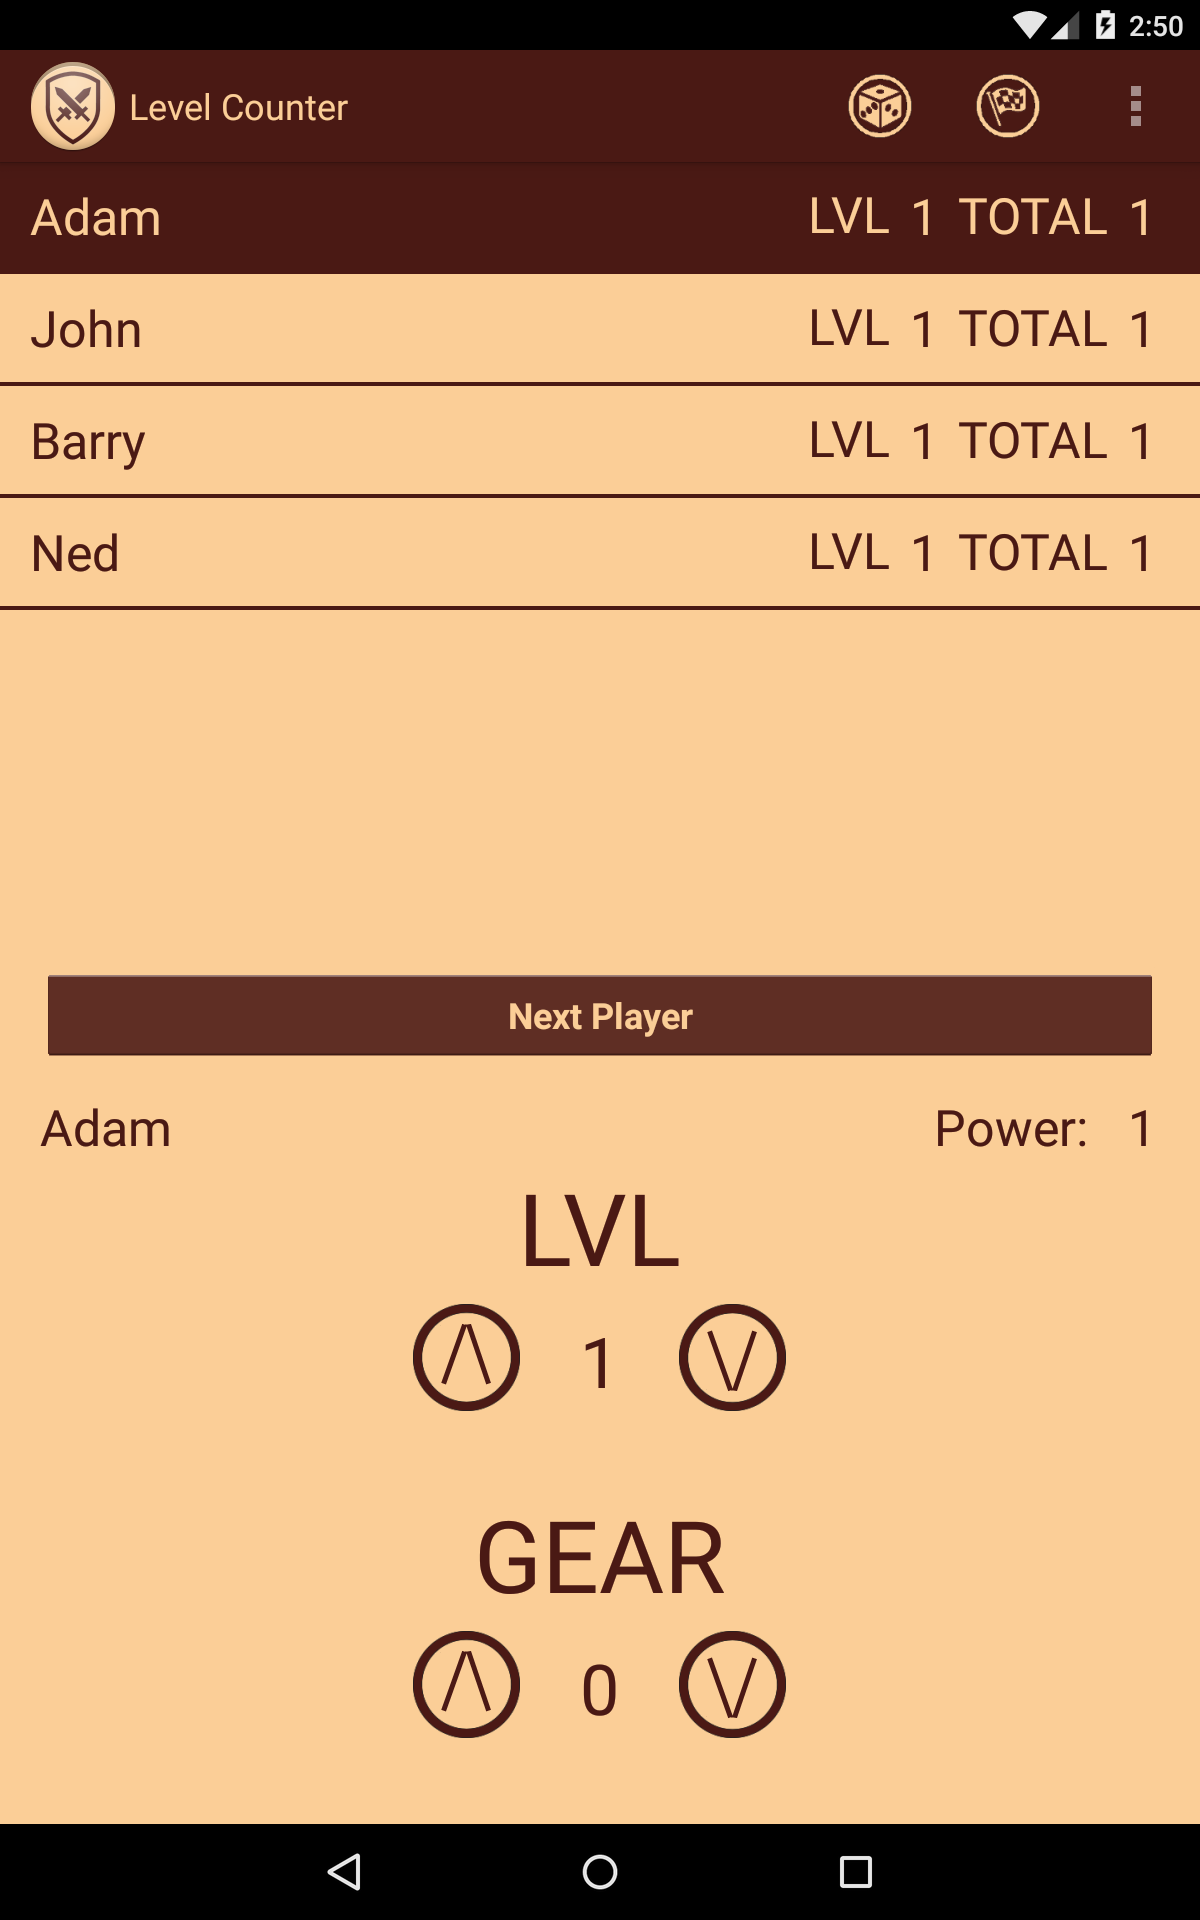 2:50
Level Counter
Adam LVL 1 TOTAL 1
John LVL 1 TOTAL 1
Barry LVL 1 TOTAL 1
Ned LVL 1 TOTAL 1
Next Player
Adam Power: 1
LVL
1
GEAR
0